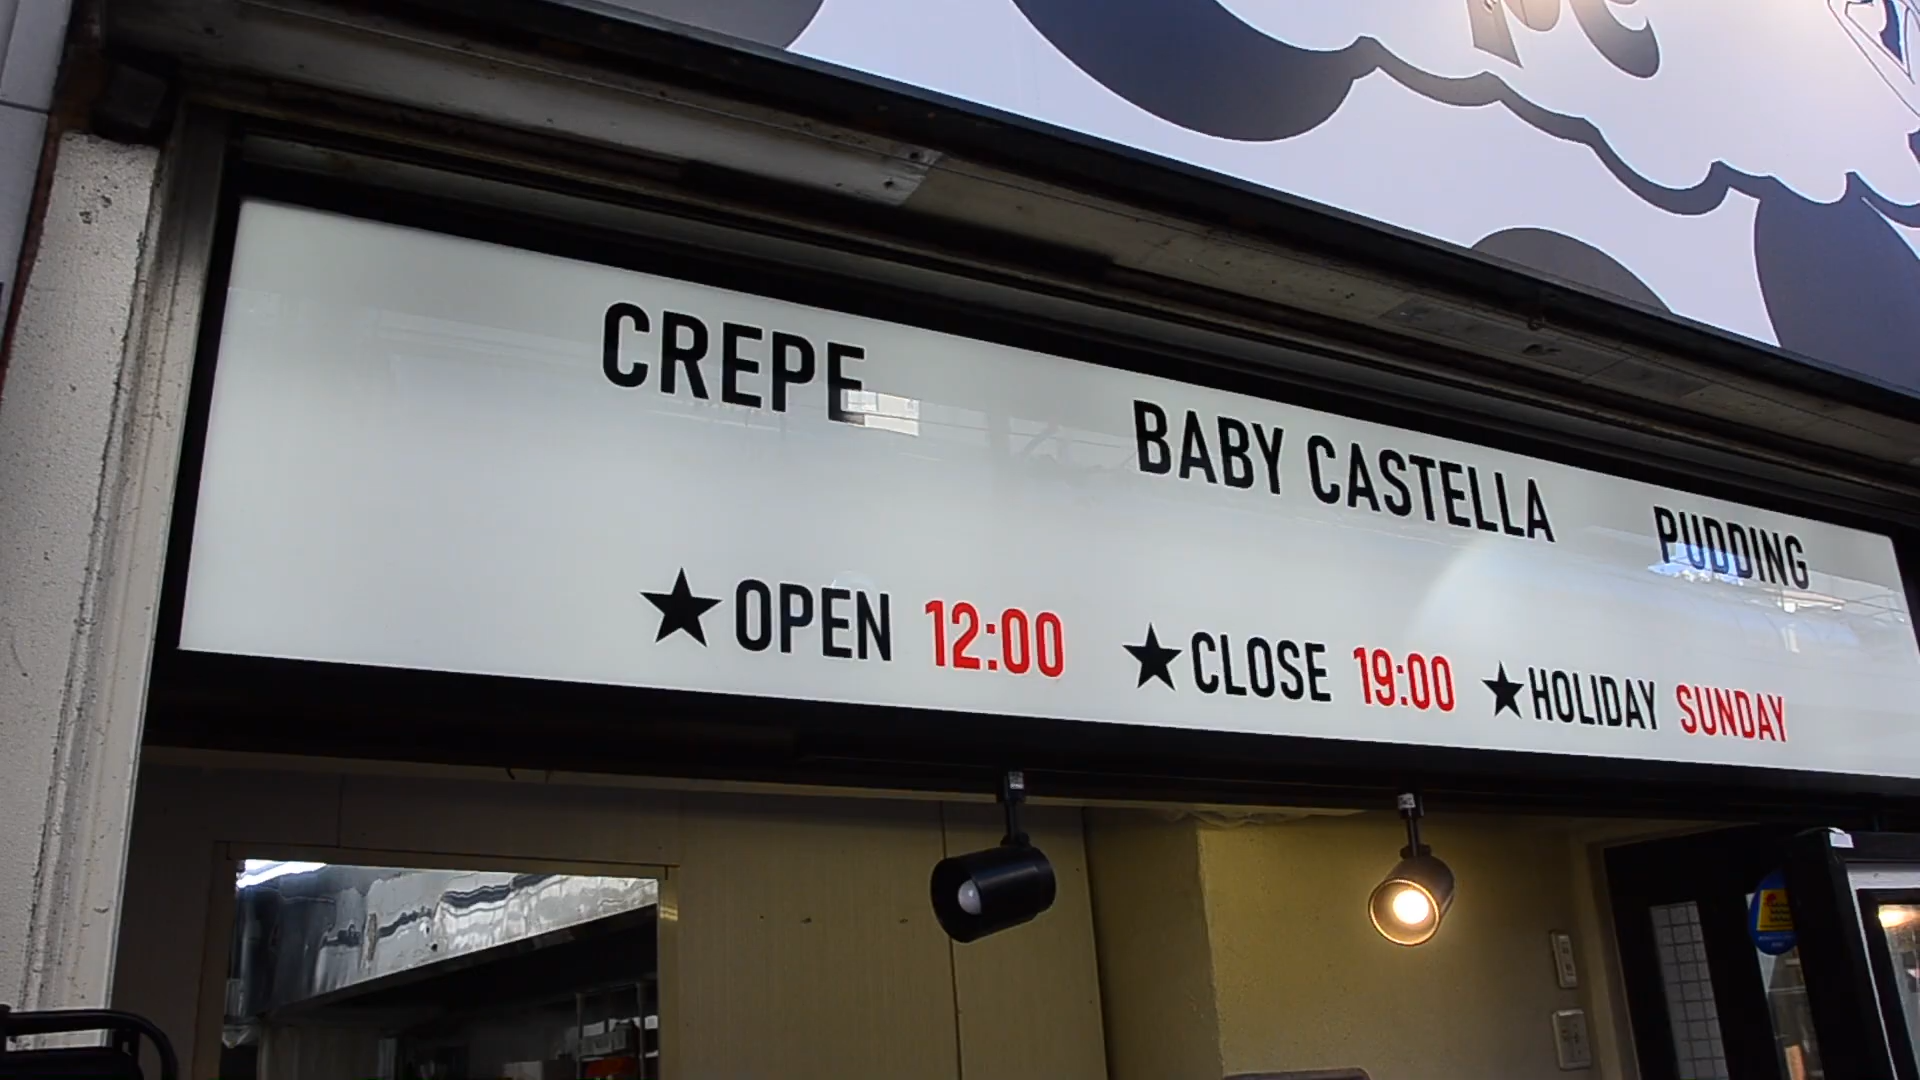 CREPE BABY CASTELLA PUDDING
★OPEN 12:00 ★CLOSE 19:00 ★HOLIDAY SUNDAY